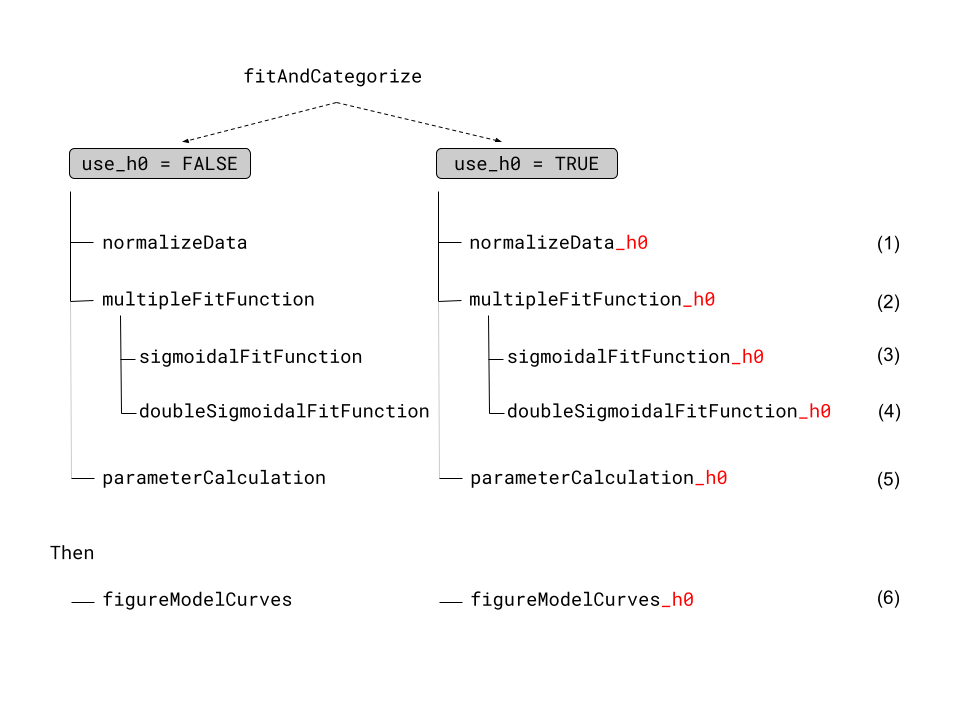 fitAndCategorize
use_h0 = FALSE use_h0 = TRUE
normalizeData normalizeData_h0 (1)
multipleFitFunction multipleFitFunction_h0 (2)
sigmoidalFitFunction sigmoidalFitFunction_h0 (3)
doubleSigmoidalFitFunction doubleSigmoidalFitFunction_h0 (4)
parameterCalculation parameterCalculation_h0 (5)
Then
figureModelCurves figureModelCurves_h0 (6)